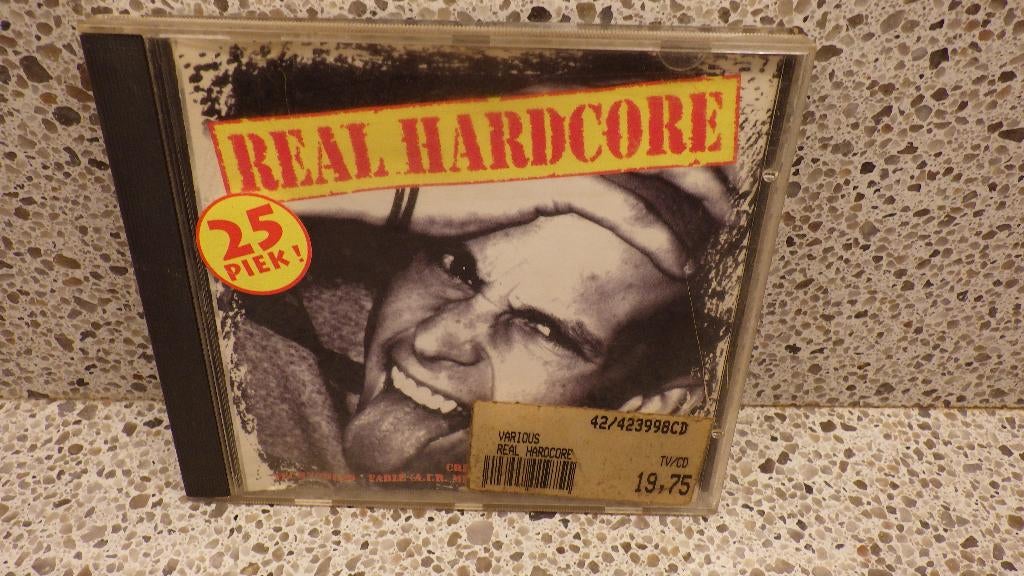 REAL HARDCORE
25
PIEK!
42/423998CD
VARIOUS
REAL HARDCORE
TV/CD
19,75